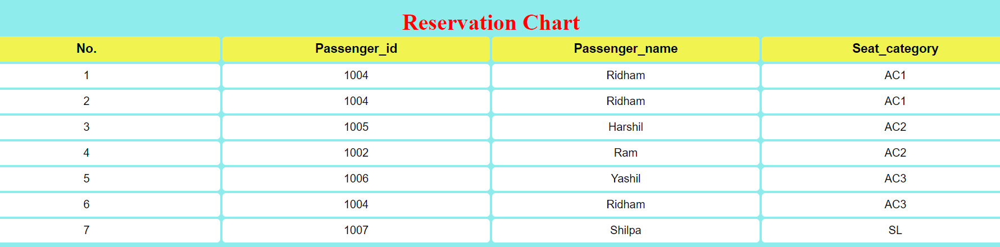 Reservation Chart
No. Passenger_id Passenger_name Seat_category
1 1004 Ridham AC1
2 1004 Ridham AC1
3 1005 Harshil AC2
4 1002 Ram AC2
5 1006 Yashil AC3
6 1004 Ridham AC3
7 1007 Shilpa SL